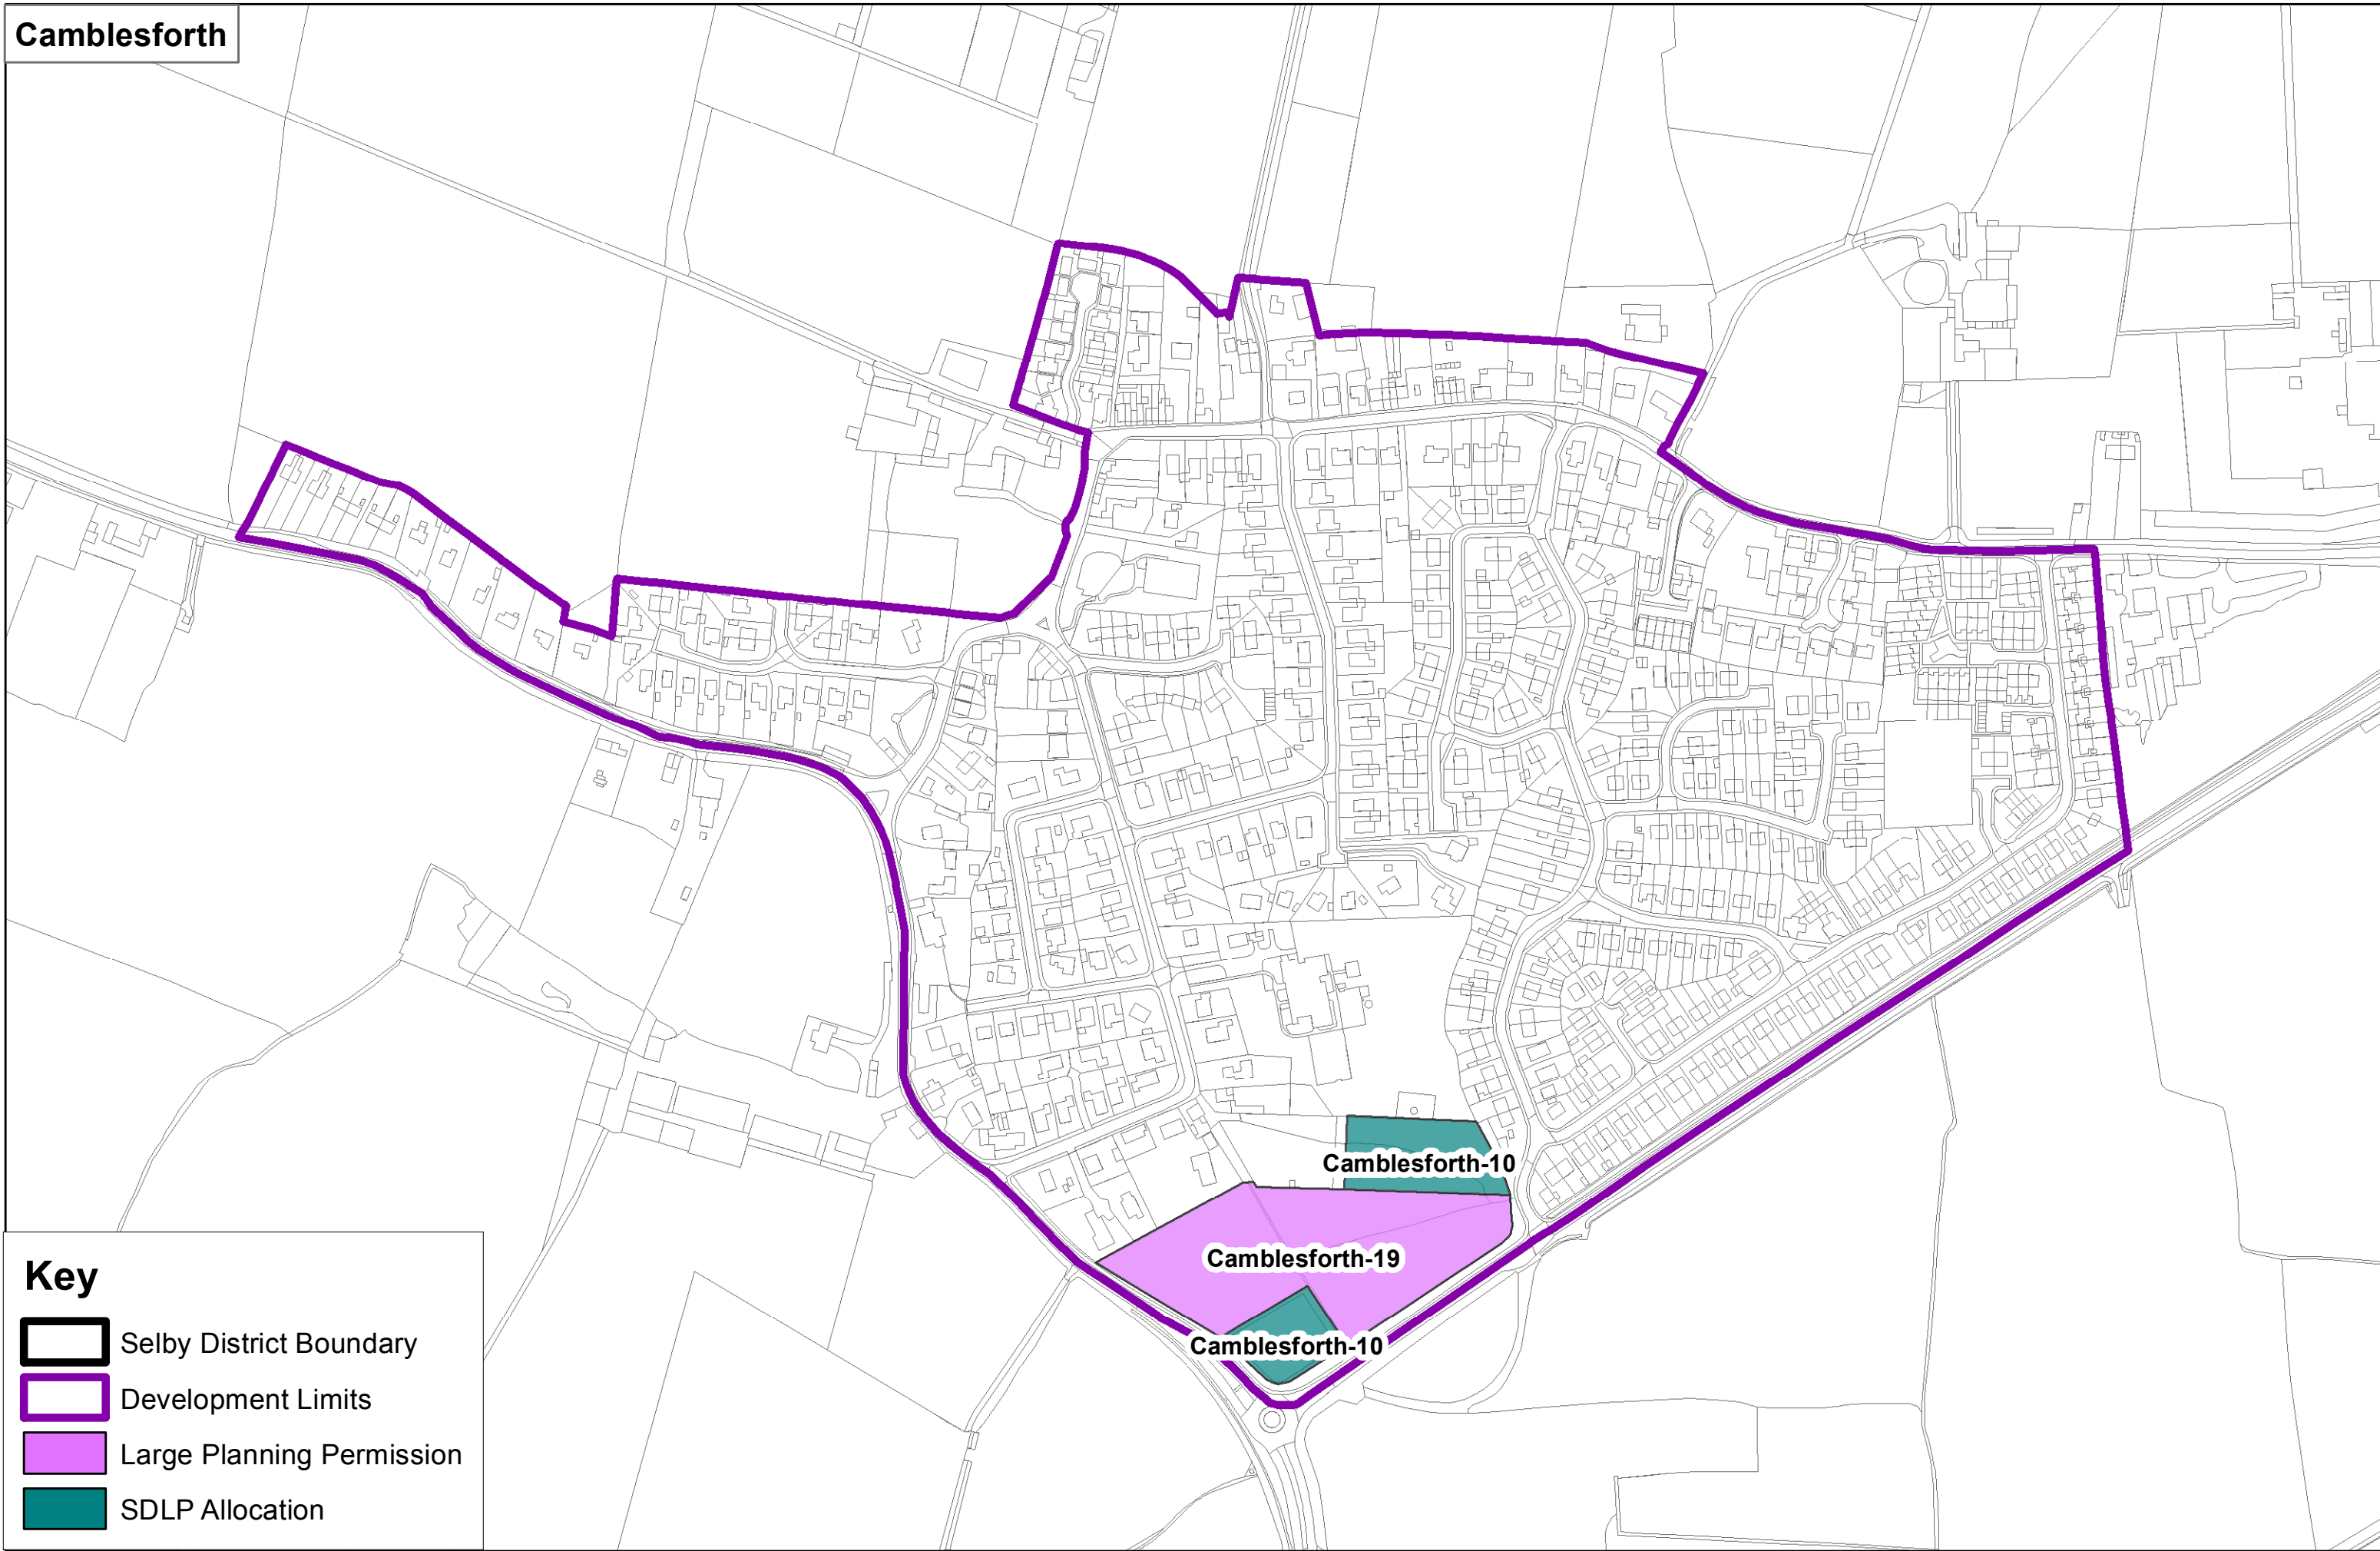 Camblesforth
Camblesforth-10
Camblesforth-19
Camblesforth-10
Key
Selby District Boundary
Development Limits
Large Planning Permission
SDLP Allocation